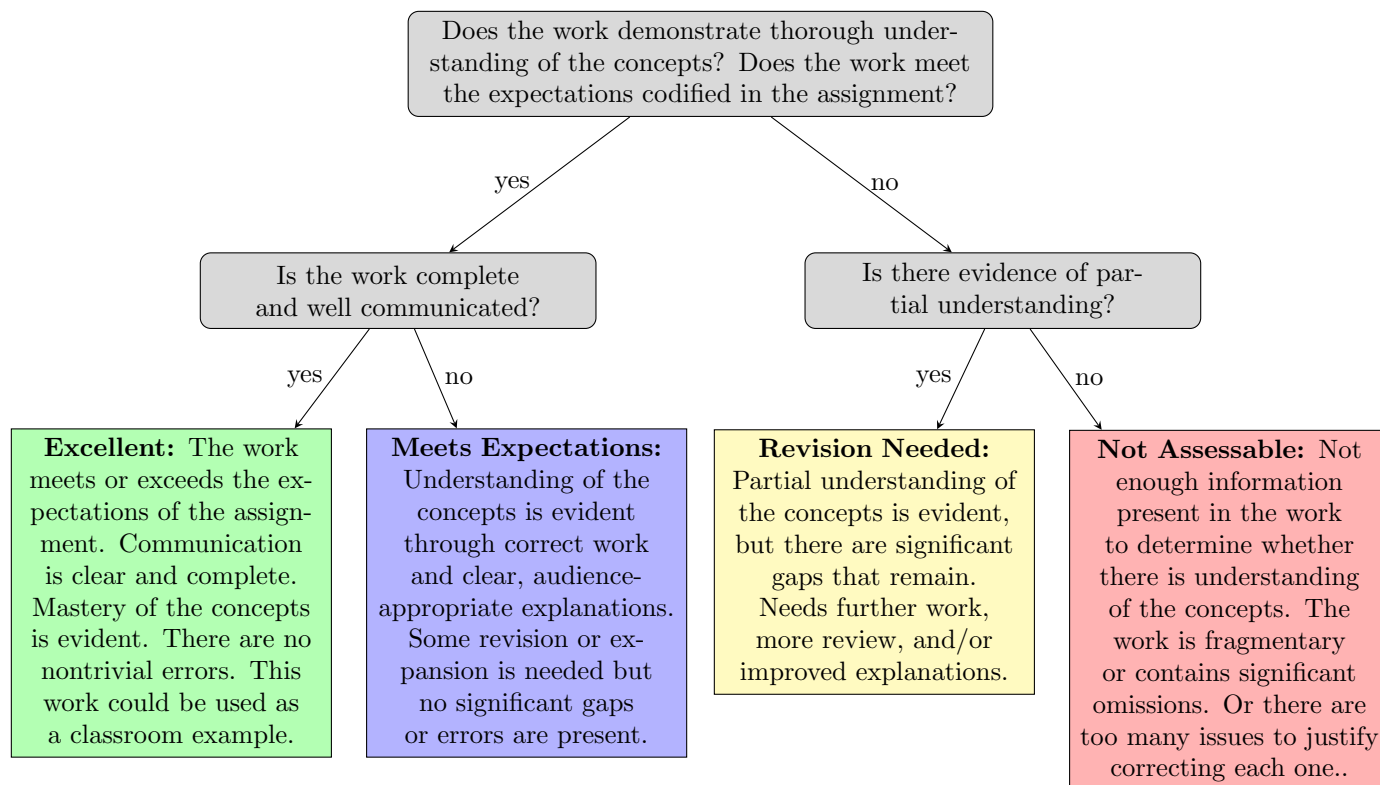 Does the work demonstrate thorough under-
standing of the concepts? Does the work meet
the expectations codified in the assignment?
yes
no
Is the work complete
and well communicated?
Is there evidence of par-
tial understanding?
yes
no
yes
no
Excellent: The work
meets or exceeds the ex-
pectations of the assign-
ment. Communication
is clear and complete.
Mastery of the concepts
is evident. There are no
nontrivial errors. This
work could be used as
a classroom example.
Meets Expectations:
Understanding of the
concepts is evident
through correct work
and clear, audience-
appropriate explanations.
Some revision or ex-
pansion is needed but
no significant gaps
or errors are present.
Revision Needed:
Partial understanding of
the concepts is evident,
but there are significant
gaps that remain.
Needs further work,
more review, and/or
improved explanations.
Not Assessable: Not
enough information
present in the work
to determine whether
there is understanding
of the concepts. The
work is fragmentary
or contains significant
omissions. Or there are
too many issues to justify
correcting each one..